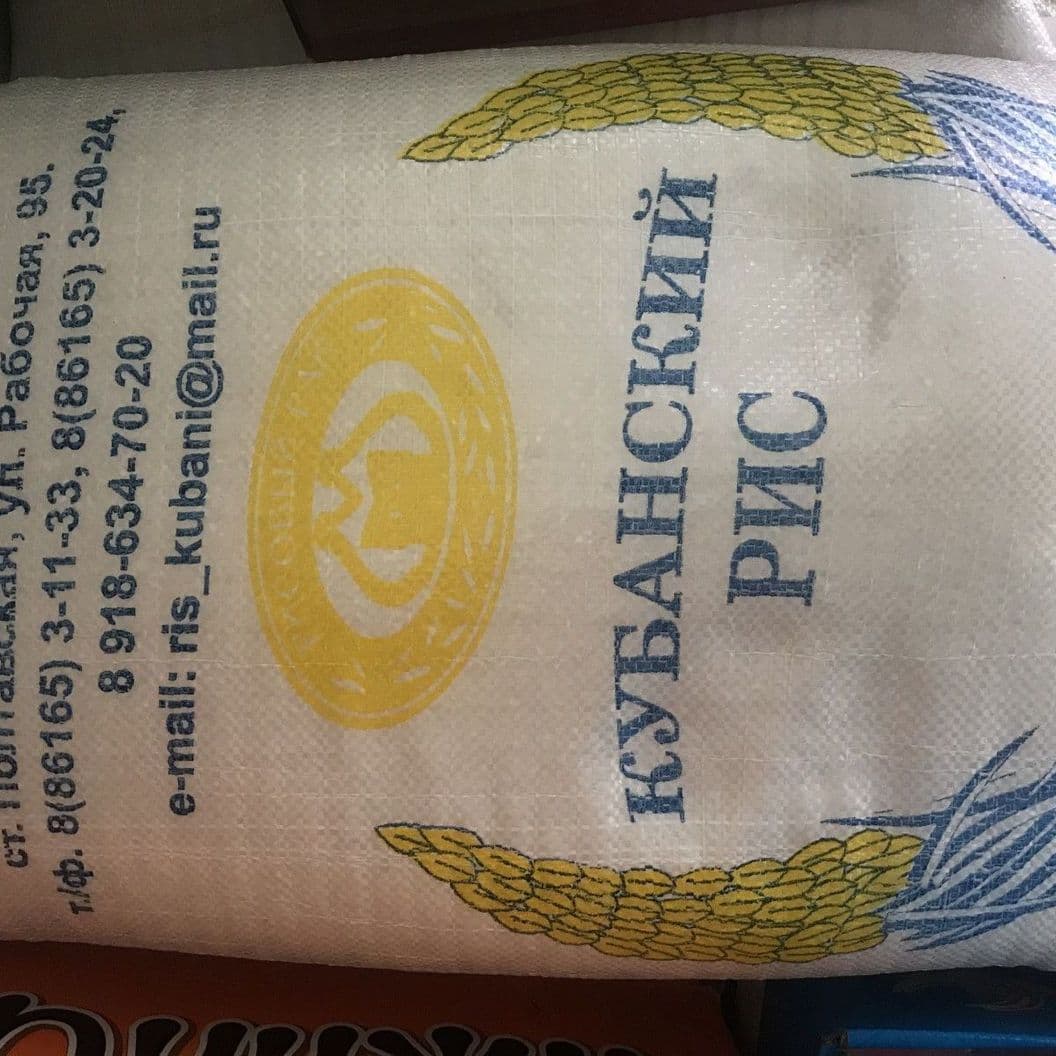 ст. Полтавская, ул. Рабочая, 95.
т/ф. 8(86165) 3-11-33, 8(86165) 3-20-24,
8 918-634-70-20
e-mail: ris_kubani@mail.ru
КУБАНСКИЙ
РИС